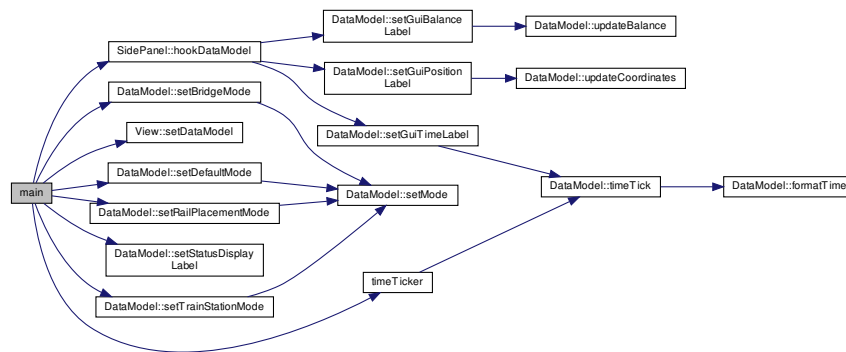 main
SidePanel::hookDataModel
DataModel::setBridgeMode
View::setDataModel
DataModel::setDefaultMode
DataModel::setRailPlacementMode
DataModel::setStatusDisplay
Label
DataModel::setTrainStationMode
DataModel::setGuiBalance
Label
DataModel::setGuiPosition
Label
DataModel::setGuiTimeLabel
DataModel::setMode
timeTicker
DataModel::updateBalance
DataModel::updateCoordinates
DataModel::timeTick
DataModel::formatTime